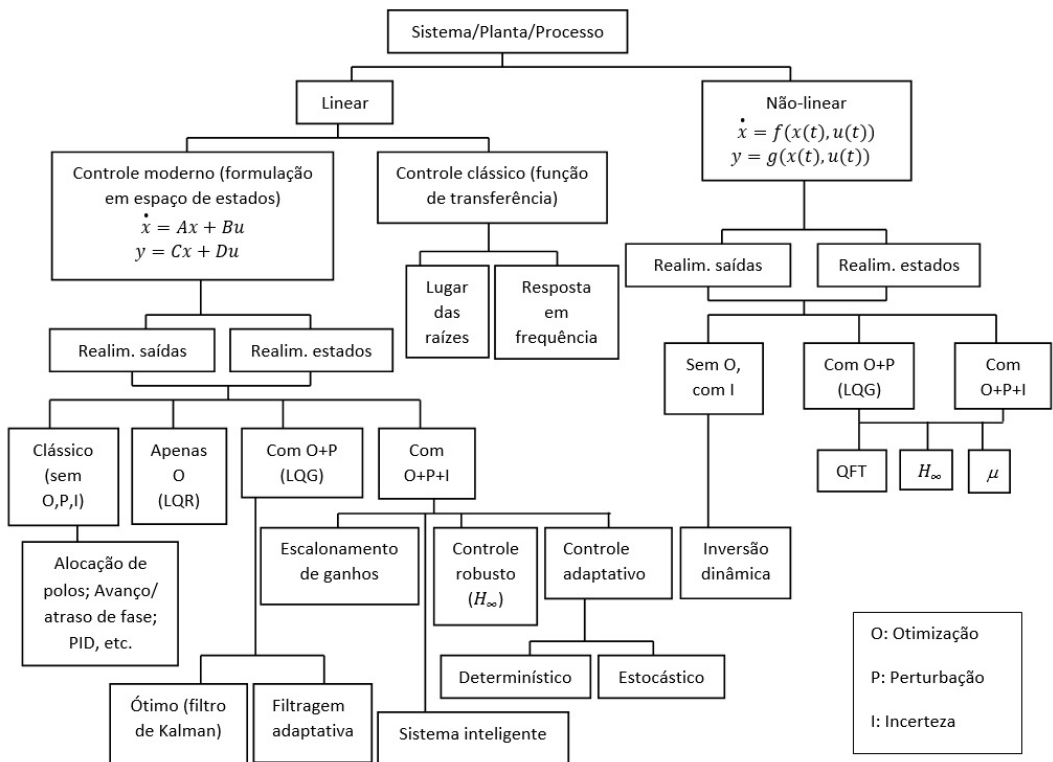 Sistema/Planta/Processo
Linear
Não-linear
ẋ = f(x(t), u(t))
y = g(x(t), u(t))
Controle moderno (formulação
em espaço de estados)
ẋ = Ax + Bu
y = Cx + Du
Controle clássico (função
de transferência)
Lugar
das
raízes
Resposta
em
frequência
Realim. saídas
Realim. estados
Realim. saídas
Realim. estados
Sem O,
com I
Com O+P
(LQG)
Com
O+P+I
QFT
H∞
μ
Clássico
(sem
O,P,I)
Apenas
O
(LQR)
Com O+P
(LQG)
Com
O+P+I
Alocação de
polos; Avanço/
atraso de fase;
PID, etc.
Escalonamento
de ganhos
Controle
robusto
(H∞)
Controle
adaptativo
Inversão
dinâmica
Determinístico
Estocástico
Ótimo (filtro
de Kalman)
Filtragem
adaptativa
Sistema inteligente
O: Otimização
P: Perturbação
I: Incerteza